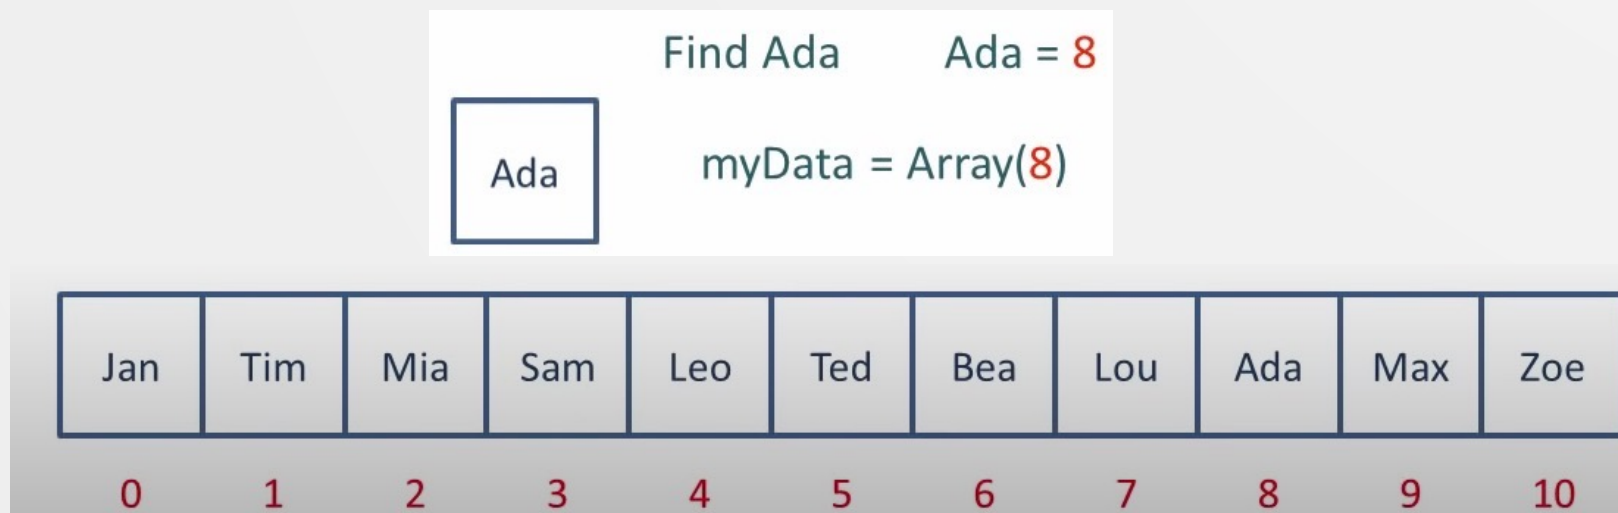 Find Ada Ada = 8
Ada myData = Array(8)
Jan Tim Mia Sam Leo Ted Bea Lou Ada Max Zoe
0 1 2 3 4 5 6 7 8 9 10